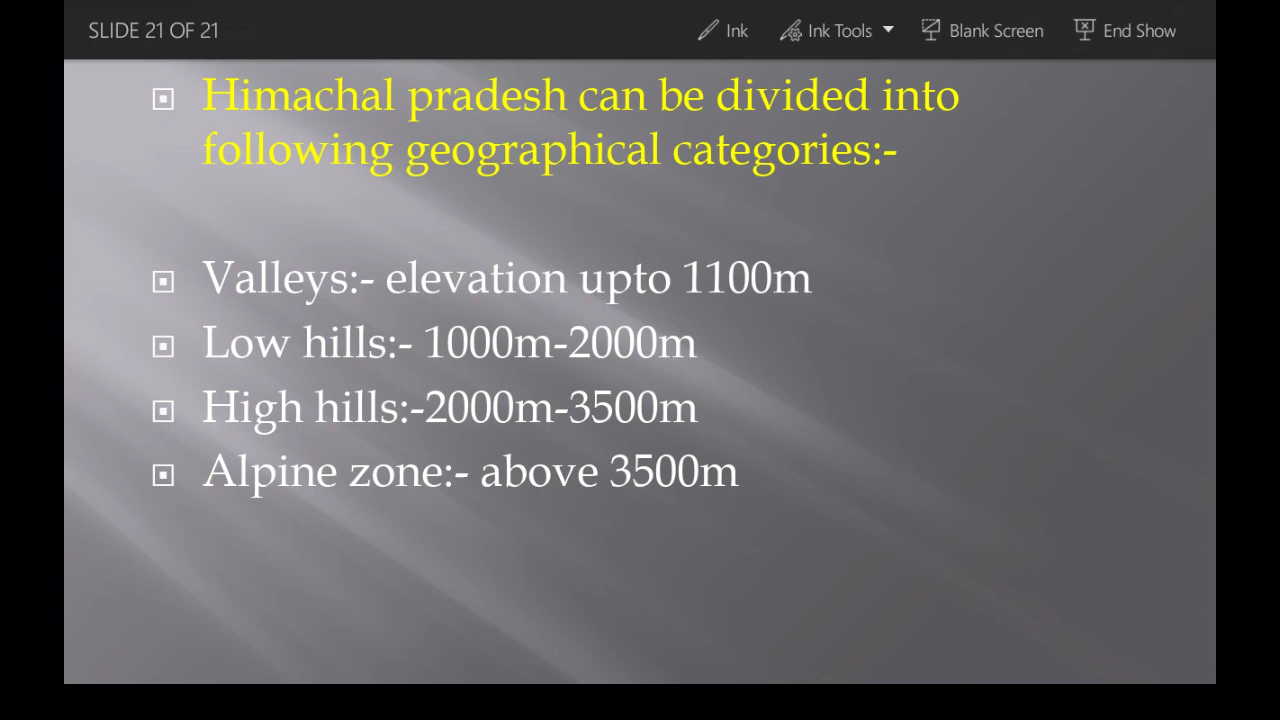 SLIDE 21 OF 21 Ink Ink Tools Blank Screen End Show
Himachal pradesh can be divided into
following geographical categories:-
Valleys:- elevation upto 1100m
Low hills:- 1000m-2000m
High hills:-2000m-3500m
Alpine zone:- above 3500m